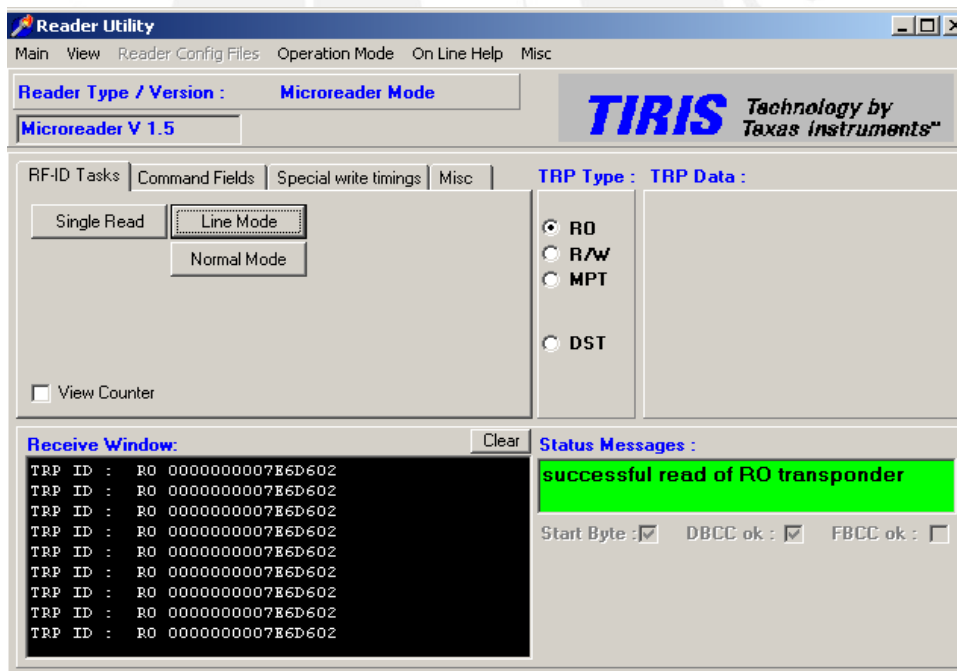 Reader Utility
Main View Reader Config Files Operation Mode On Line Help Misc
Reader Type / Version : Microreader Mode
Microreader V 1.5
TIRIS Technology by
Texas Instruments™
RF-ID Tasks Command Fields Special write timings Misc
Single Read Line Mode
Normal Mode
View Counter
TRP Type : TRP Data :
RO
R/W
MPT
DST
Receive Window: Clear
TRP ID : RO 0000000007E6D602
TRP ID : RO 0000000007E6D602
TRP ID : RO 0000000007E6D602
TRP ID : RO 0000000007E6D602
TRP ID : RO 0000000007E6D602
TRP ID : RO 0000000007E6D602
TRP ID : RO 0000000007E6D602
TRP ID : RO 0000000007E6D602
TRP ID : RO 0000000007E6D602
Status Messages :
successful read of RO transponder
Start Byte : DBCC ok : FBCC ok :